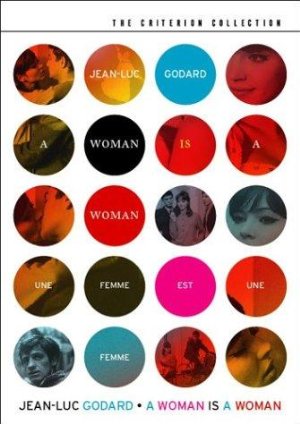 THE CRITERION COLLECTION
JEAN-LUC GODARD
A WOMAN IS A
WOMAN
UNE FEMME EST UNE
FEMME
JEAN-LUC GODARD • A WOMAN IS A WOMAN